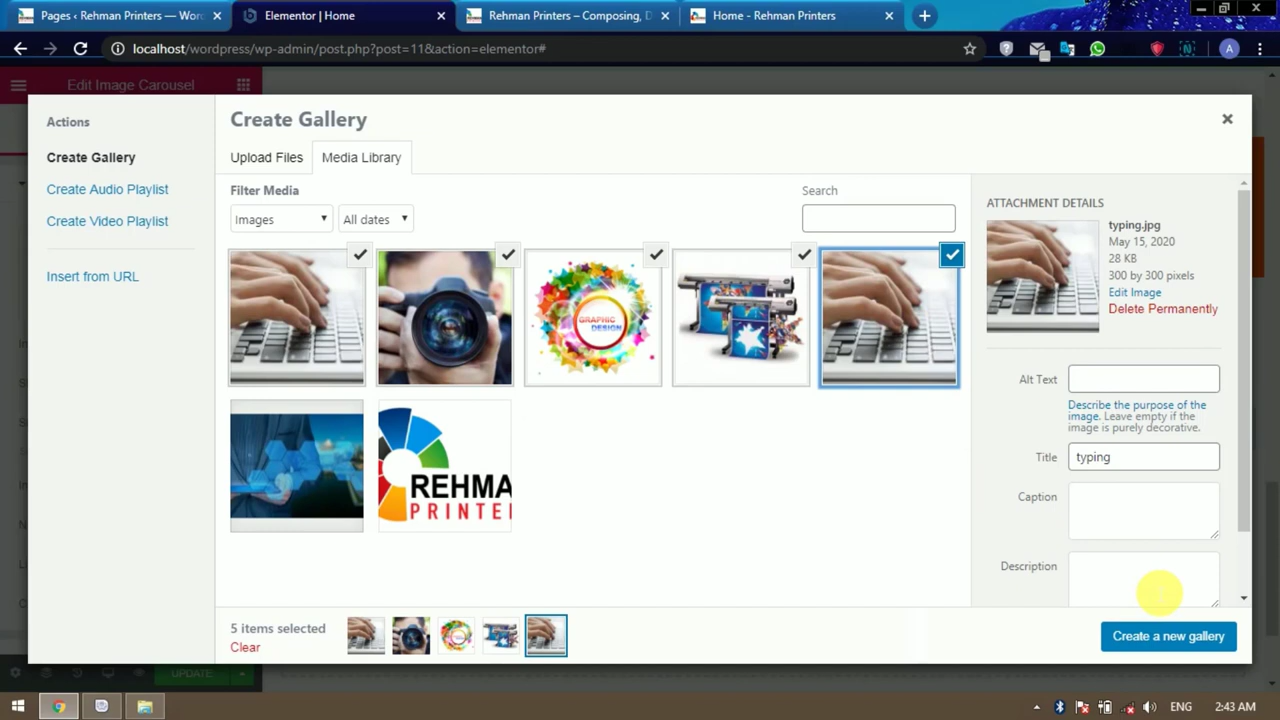 Pages ‹ Rehman Printers — Wor
Elementor | Home
Rehman Printers – Composing, D
Home - Rehman Printers
localhost/wordpress/wp-admin/post.php?post=11&action=elementor#
A
Edit Image Carousel
Actions
Create Gallery
Create Audio Playlist
Create Video Playlist
Insert from URL
Create Gallery
Upload Files
Media Library
Filter Media
Search
Images
All dates
GRAPHIC
DESIGN
REHMA
PRINTER
ATTACHMENT DETAILS
typing.jpg
May 15, 2020
28 KB
300 by 300 pixels
Edit Image
Delete Permanently
Alt Text
Describe the purpose of the
image. Leave empty if the
image is purely decorative.
Title
typing
Caption
Description
5 items selected
Clear
Create a new gallery
UPDATE
ENG
2:43 AM